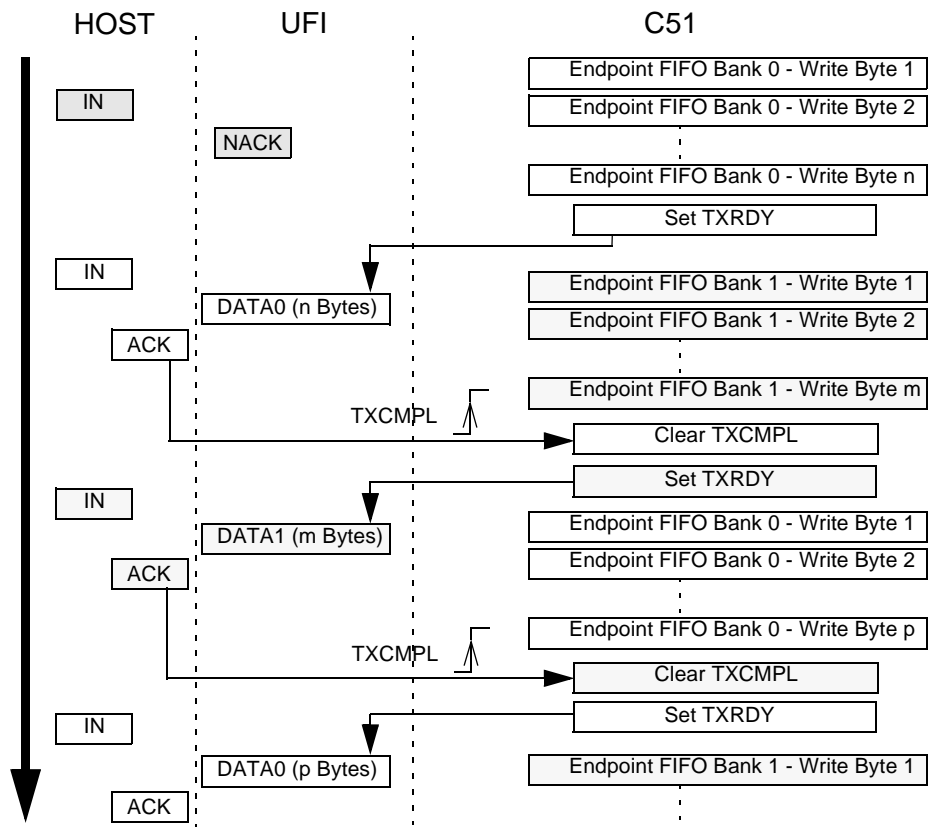 HOST UFI C51
Endpoint FIFO Bank 0 - Write Byte 1
IN
Endpoint FIFO Bank 0 - Write Byte 2
NACK
Endpoint FIFO Bank 0 - Write Byte n
Set TXRDY
IN
Endpoint FIFO Bank 1 - Write Byte 1
DATA0 (n Bytes)
Endpoint FIFO Bank 1 - Write Byte 2
ACK
Endpoint FIFO Bank 1 - Write Byte m
TXCMPL
Clear TXCMPL
Set TXRDY
IN
Endpoint FIFO Bank 0 - Write Byte 1
DATA1 (m Bytes)
Endpoint FIFO Bank 0 - Write Byte 2
ACK
Endpoint FIFO Bank 0 - Write Byte p
TXCMPL
Clear TXCMPL
Set TXRDY
IN
DATA0 (p Bytes)
Endpoint FIFO Bank 1 - Write Byte 1
ACK